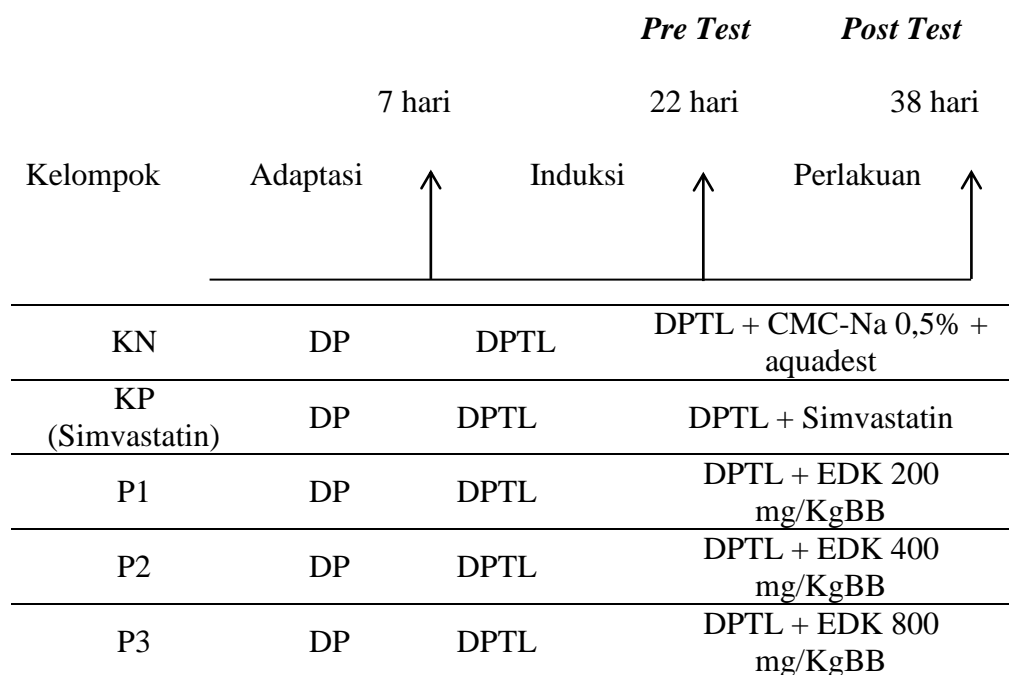 Pre Test Post Test
7 hari 22 hari 38 hari
Kelompok Adaptasi Induksi Perlakuan
KN DP DPTL DPTL + CMC-Na 0,5% +
aquadest
KP
(Simvastatin) DP DPTL DPTL + Simvastatin
P1 DP DPTL DPTL + EDK 200
mg/KgBB
P2 DP DPTL DPTL + EDK 400
mg/KgBB
P3 DP DPTL DPTL + EDK 800
mg/KgBB